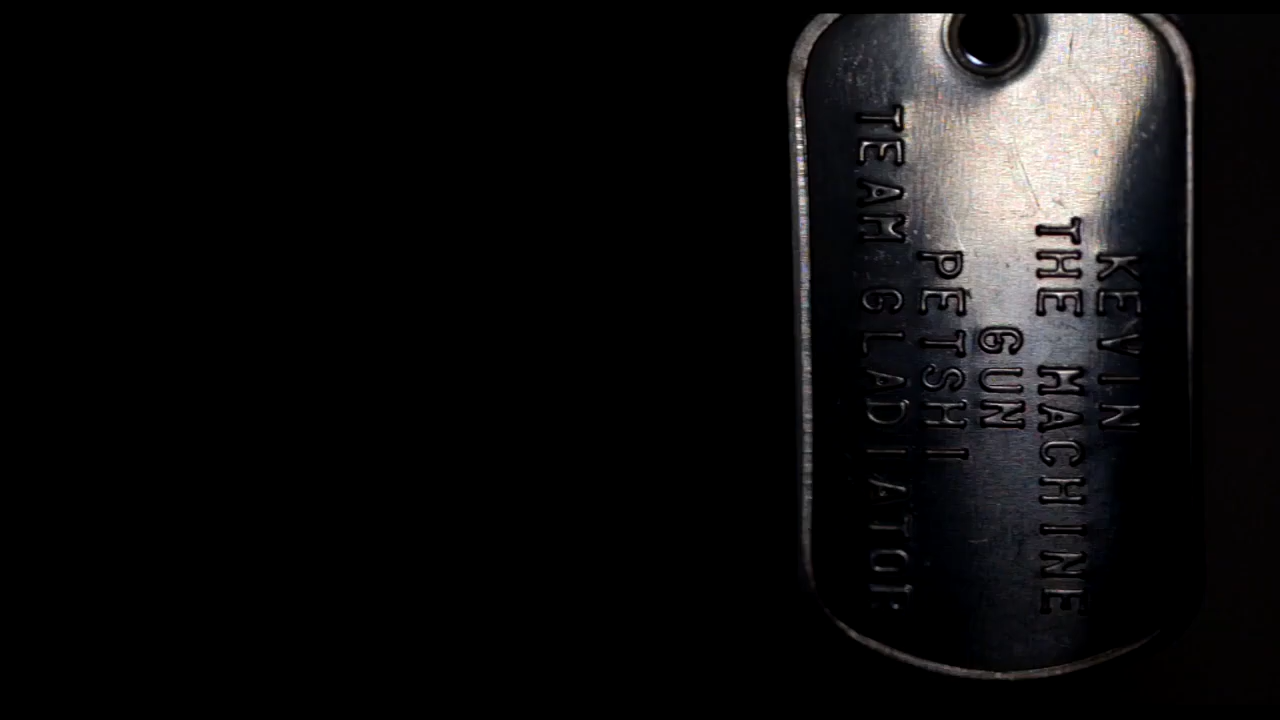 KEVIN
THE MACHINE
GUN
PETSHI
TEAM GLADIATOR